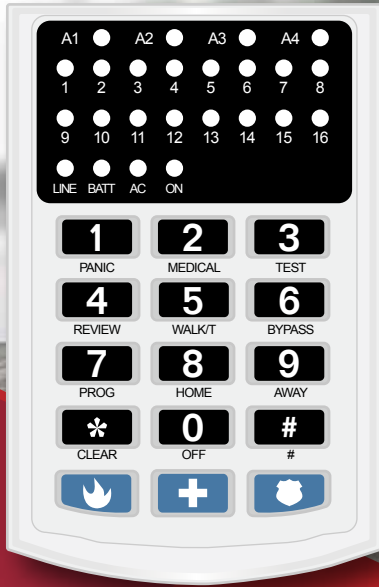 A1 A2 A3 A4
1 2 3 4 5 6 7 8
9 10 11 12 13 14 15 16
LINE BATT AC ON
1 2 3
PANIC MEDICAL TEST
4 5 6
REVIEW WALK/T BYPASS
7 8 9
PROG HOME AWAY
* 0 #
CLEAR OFF #